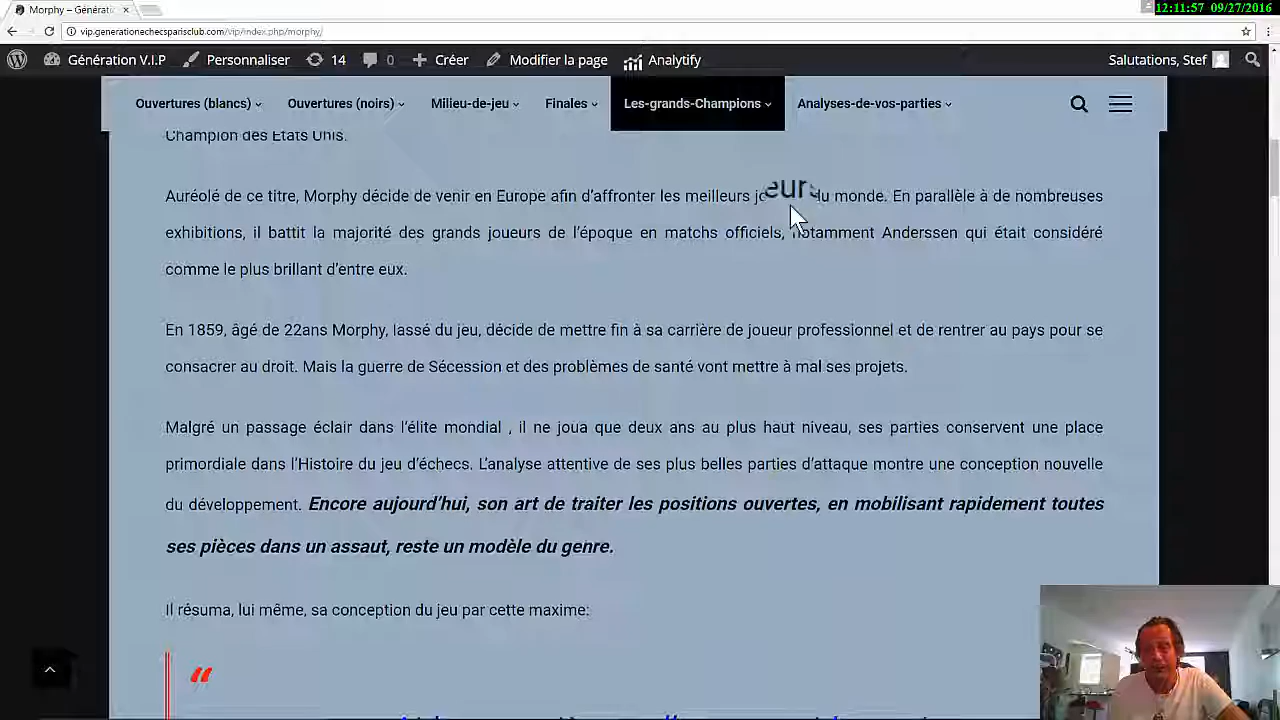 Morphy – Générati
12:11:57 09/27/2016
vip.generationechecsparisclub.com/vip/index.php/morphy/
Génération V.I.P Personnaliser 14 0 Créer Modifier la page Analytify Salutations, Stef
Ouvertures (blancs) Ouvertures (noirs) Milieu-de-jeu Finales Les-grands-Champions Analyses-de-vos-parties
Champion des Etats Unis.
Auréolé de ce titre, Morphy décide de venir en Europe afin d'affronter les meilleurs joueurs du monde. En parallèle à de nombreuses
exhibitions, il battit la majorité des grands joueurs de l'époque en matchs officiels, notamment Anderssen qui était considéré
comme le plus brillant d'entre eux.
En 1859, âgé de 22ans Morphy, lassé du jeu, décide de mettre fin à sa carrière de joueur professionnel et de rentrer au pays pour se
consacrer au droit. Mais la guerre de Sécession et des problèmes de santé vont mettre à mal ses projets.
Malgré un passage éclair dans l'élite mondial , il ne joua que deux ans au plus haut niveau, ses parties conservent une place
primordiale dans l'Histoire du jeu d'échecs. L'analyse attentive de ses plus belles parties d'attaque montre une conception nouvelle
du développement. Encore aujourd'hui, son art de traiter les positions ouvertes, en mobilisant rapidement toutes
ses pièces dans un assaut, reste un modèle du genre.
Il résuma, lui même, sa conception du jeu par cette maxime:
“